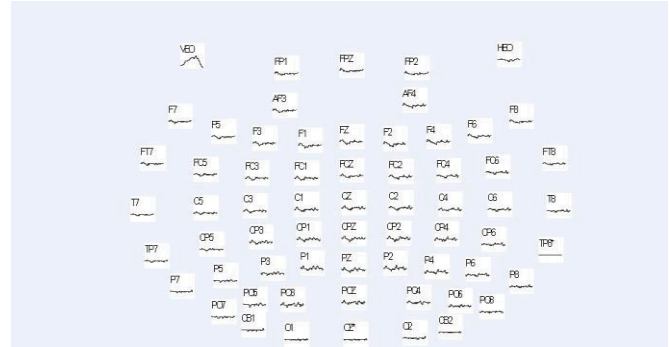 VEO HEO
FP1 FPZ FP2
AF3 AF4
F7 F5 F3 F1 FZ F2 F4 F6 F8
FT7 FC5 FC3 FC1 FCZ FC2 FC4 FC6 FT8
T7 C5 C3 C1 CZ C2 C4 C6 T8
TP7 CP5 CP3 CP1 CPZ CP2 CP4 CP6 TP8*
P7 P5 P3 P1 PZ P2 P4 P6 P8
PO7 PO5 PO3 POZ PO4 PO6 PO8
CB1 O1 OZ* O2 CB2